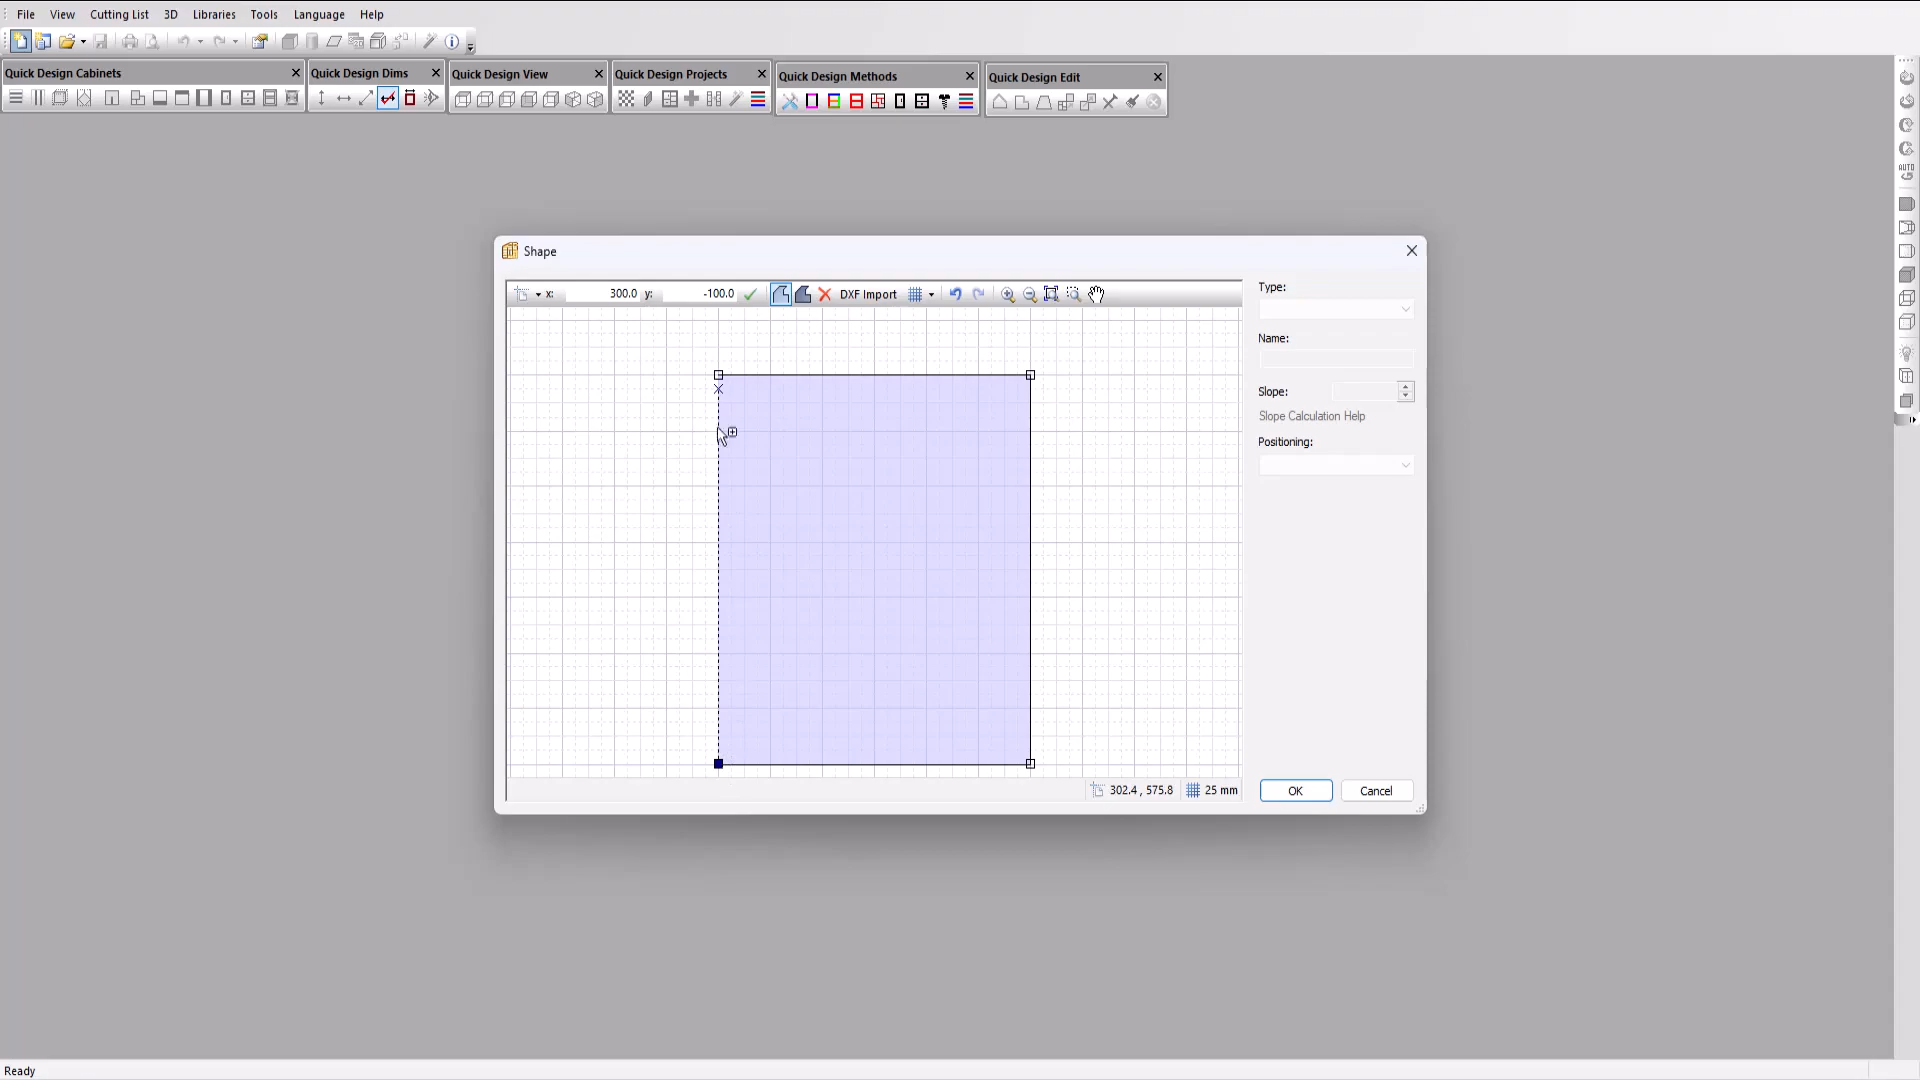 File View Cutting List 3D Libraries Tools Language Help
Quick Design Cabinets Quick Design Dims Quick Design View Quick Design Projects Quick Design Methods Quick Design Edit
AUTO
Shape
x: 300.0 y: -100.0 DXF Import
Type:
Name:
Slope:
Slope Calculation Help
Positioning:
302.4 , 575.8 25 mm
OK Cancel
Ready